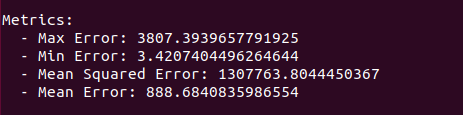 Metrics:
- Max Error: 3807.3939657791925
- Min Error: 3.4207404496264644
- Mean Squared Error: 1307763.8044450367
- Mean Error: 888.6840835986554